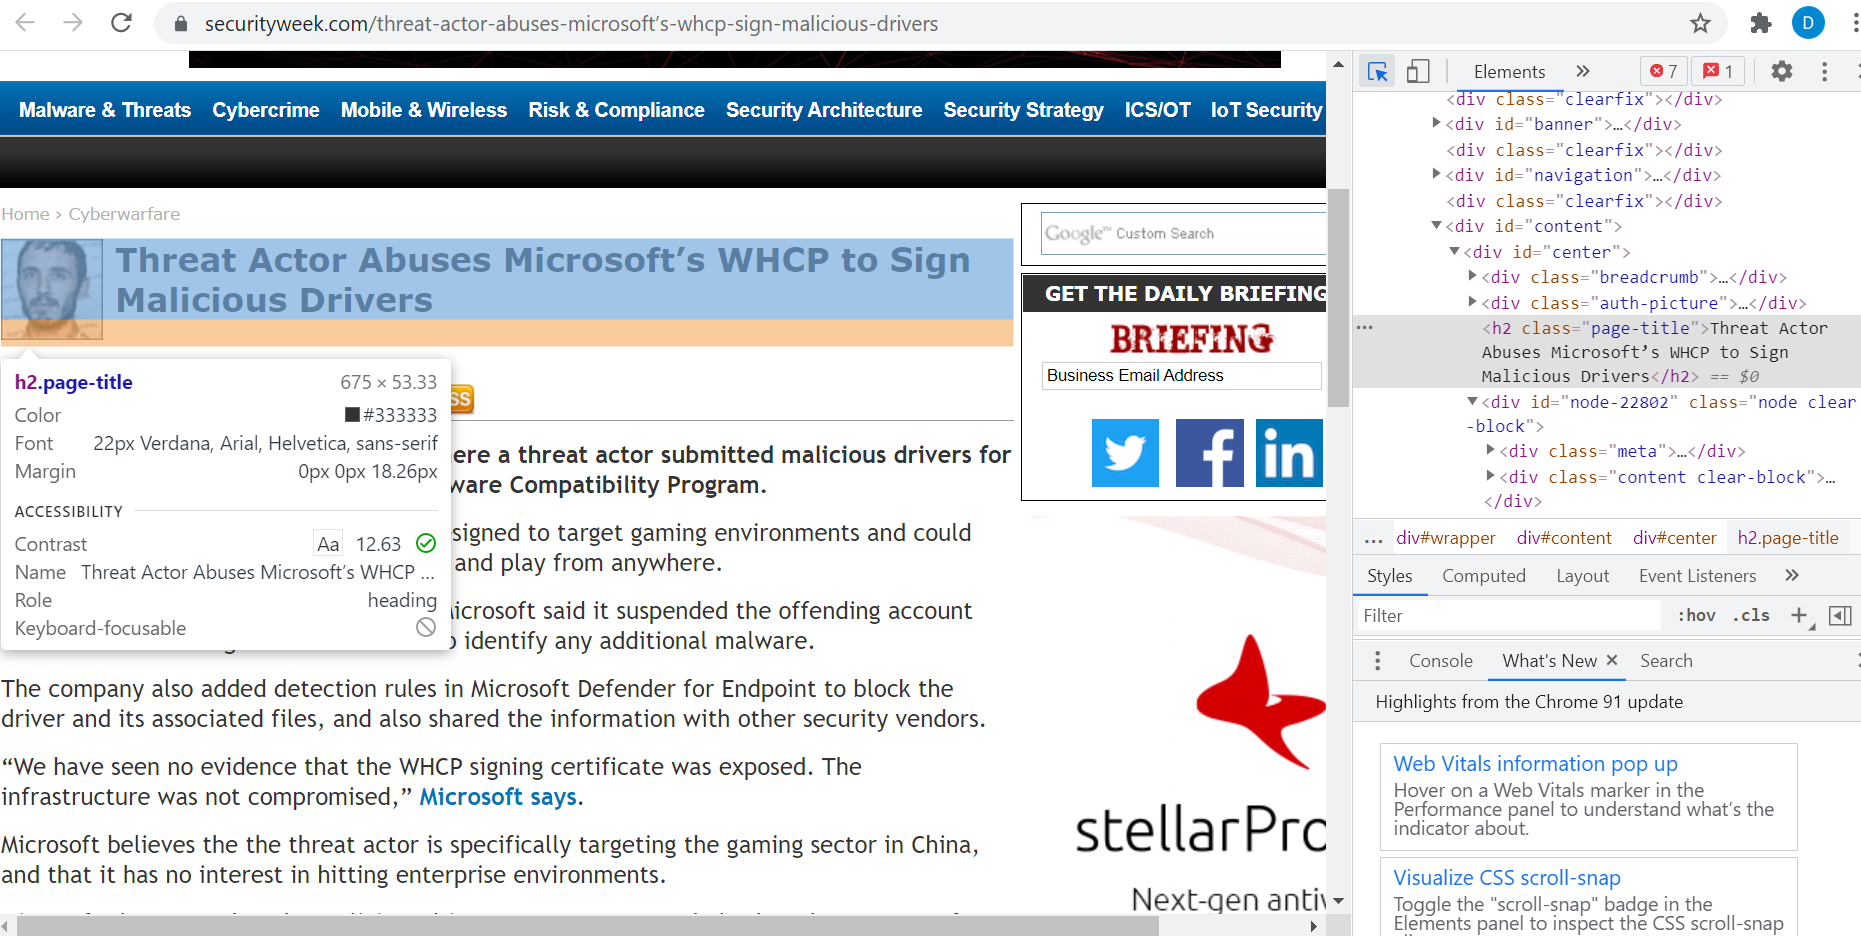 securityweek.com/threat-actor-abuses-microsoft’s-whcp-sign-malicious-drivers
D
Malware & Threats Cybercrime Mobile & Wireless Risk & Compliance Security Architecture Security Strategy ICS/OT IoT Security
Home › Cyberwarfare
Threat Actor Abuses Microsoft’s WHCP to Sign
Malicious Drivers
h2.page-title 675 × 53.33
Color #333333
Font 22px Verdana, Arial, Helvetica, sans-serif
Margin 0px 0px 18.26px
ACCESSIBILITY
Contrast Aa 12.63
Name Threat Actor Abuses Microsoft’s WHCP ...
Role heading
Keyboard-focusable
SS
ere a threat actor submitted malicious drivers for
ware Compatibility Program.
signed to target gaming environments and could
and play from anywhere.
icrosoft said it suspended the offending account
identify any additional malware.
The company also added detection rules in Microsoft Defender for Endpoint to block the
driver and its associated files, and also shared the information with other security vendors.
“We have seen no evidence that the WHCP signing certificate was exposed. The
infrastructure was not compromised,” Microsoft says.
Microsoft believes the the threat actor is specifically targeting the gaming sector in China,
and that it has no interest in hitting enterprise environments.
Google™ Custom Search
GET THE DAILY BRIEFING
BRIEFING
Business Email Address
f
in
stellarPro
Next-gen antiv
Elements » 7 1
<div class="clearfix"></div>
<div id="banner">…</div>
<div class="clearfix"></div>
<div id="navigation">…</div>
<div class="clearfix"></div>
<div id="content">
<div id="center">
<div class="breadcrumb">…</div>
<div class="auth-picture">…</div>
<h2 class="page-title">Threat Actor
Abuses Microsoft’s WHCP to Sign
Malicious Drivers</h2> == $0
<div id="node-22802" class="node clear
-block">
<div class="meta">…</div>
<div class="content clear-block">…
</div>
... div#wrapper div#content div#center h2.page-title
Styles Computed Layout Event Listeners »
Filter :hov .cls +
Console What's New × Search
Highlights from the Chrome 91 update
Web Vitals information pop up
Hover on a Web Vitals marker in the
Performance panel to understand what's the
indicator about.
Visualize CSS scroll-snap
Toggle the "scroll-snap" badge in the
Elements panel to inspect the CSS scroll-snap